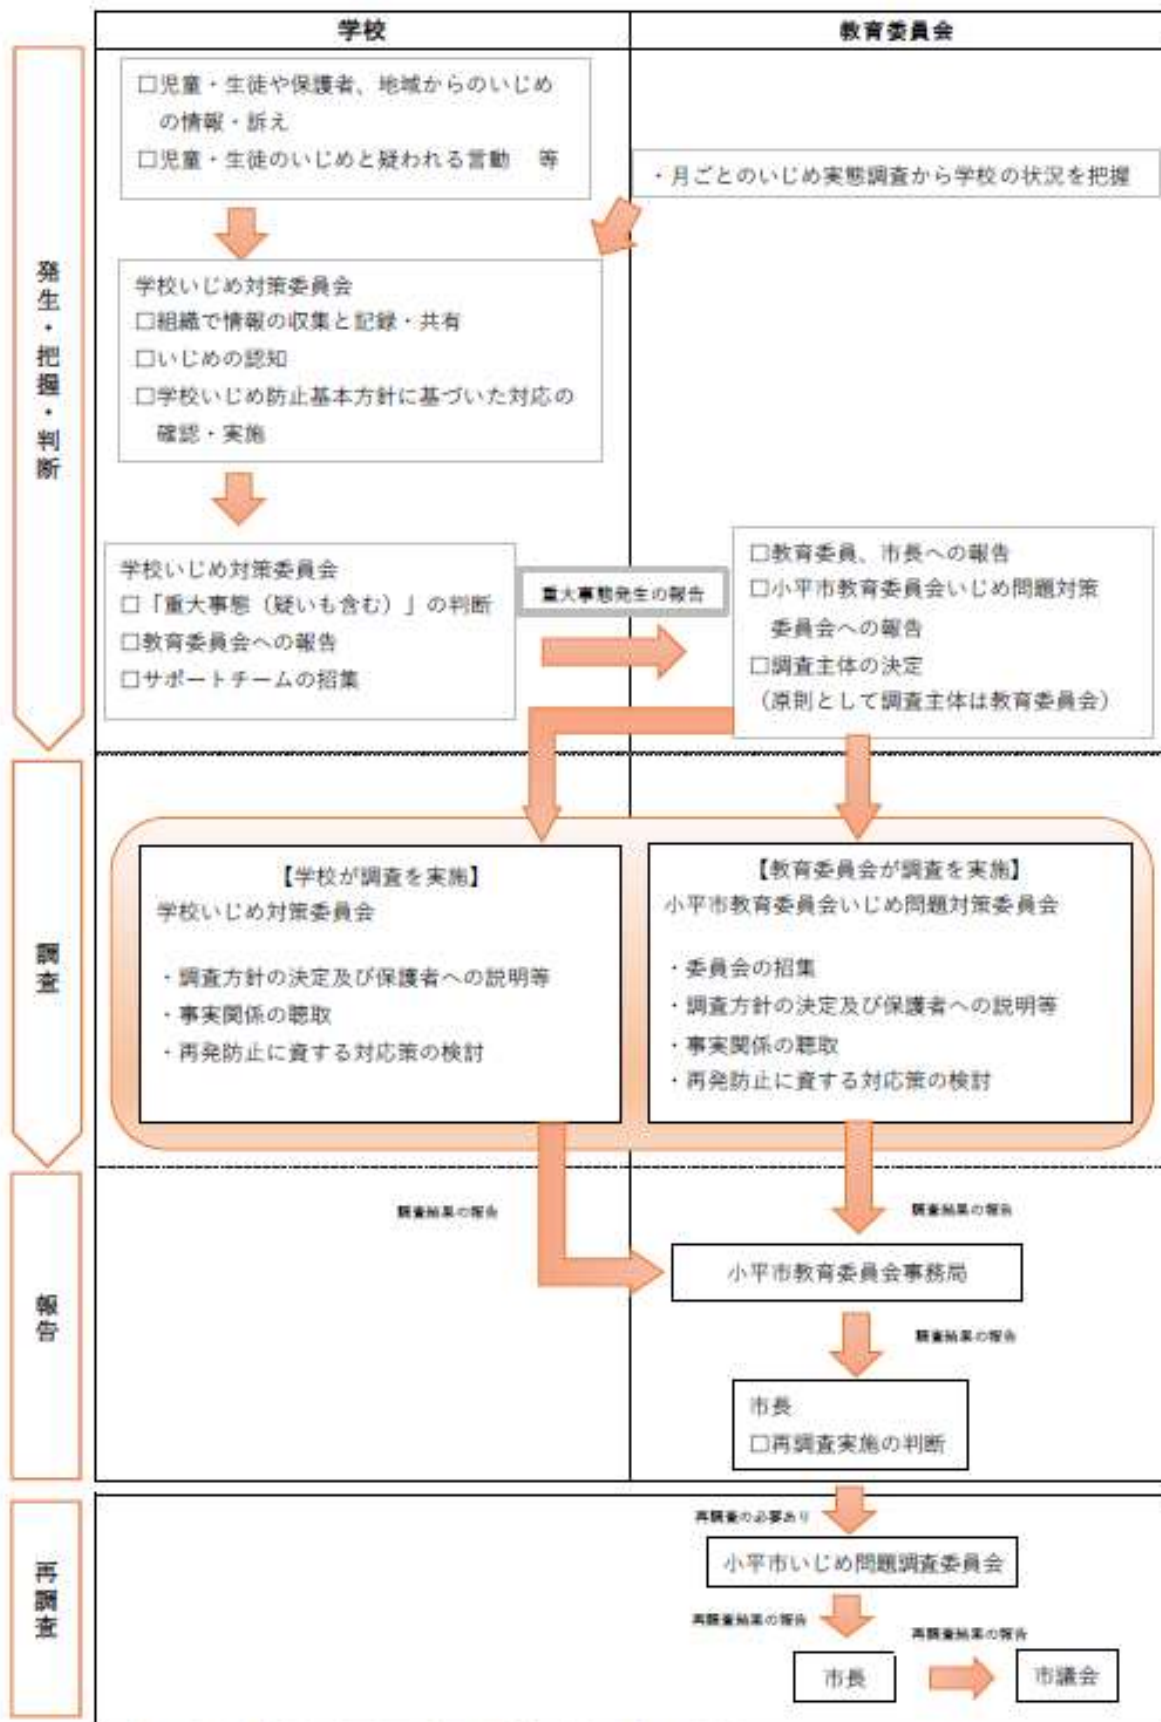 学校
教育委員会
発生・把握・判断
□児童・生徒や保護者、地域からのいじめ
の情報・訴え
□児童・生徒のいじめと疑われる言動　等
・月ごとのいじめ実態調査から学校の状況を把握
学校いじめ対策委員会
□組織で情報の収集と記録・共有
□いじめの認知
□学校いじめ防止基本方針に基づいた対応の
確認・実施
学校いじめ対策委員会
□「重大事態（疑いも含む）」の判断
□教育委員会への報告
□サポートチームの招集
重大事態発生の報告
□教育委員、市長への報告
□小平市教育委員会いじめ問題対策
委員会への報告
□調査主体の決定
（原則として調査主体は教育委員会）
調査
【学校が調査を実施】
学校いじめ対策委員会
・調査方針の決定及び保護者への説明等
・事実関係の聴取
・再発防止に資する対応策の検討
【教育委員会が調査を実施】
小平市教育委員会いじめ問題対策委員会
・委員会の招集
・調査方針の決定及び保護者への説明等
・事実関係の聴取
・再発防止に資する対応策の検討
報告
調査結果の報告
調査結果の報告
小平市教育委員会事務局
調査結果の報告
市長
□再調査実施の判断
再調査
再調査の必要あり
小平市いじめ問題調査委員会
再調査結果の報告
再調査結果の報告
市長
市議会